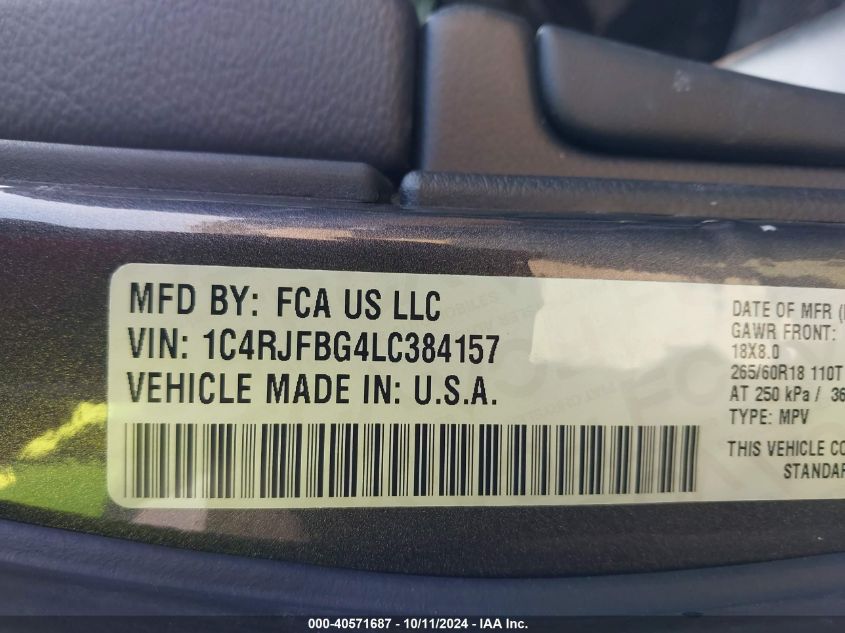 MFD BY: FCA US LLC
VIN: 1C4RJFBG4LC384157
VEHICLE MADE IN: U.S.A.
DATE OF MFR
GAWR FRONT:
18X8.0
265/60R18 110T
AT 250 kPa / 36
TYPE: MPV
THIS VEHICLE CO
STANDAR
000-40571687 - 10/11/2024 - IAA Inc.